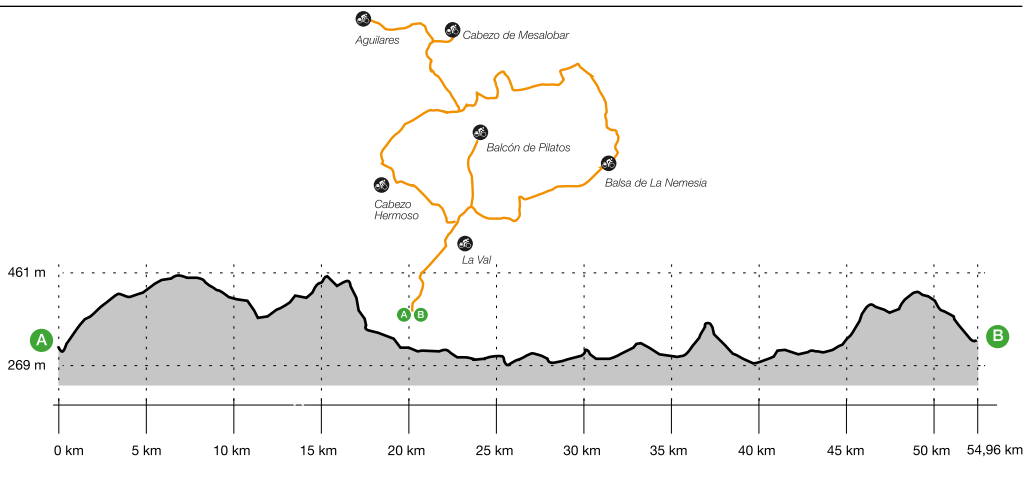 Aguilares
Cabezo de Mesalobar
Balcón de Pilatos
Balsa de La Nemesia
Cabezo
Hermoso
La Val
A B
461 m
A
B
269 m
0 km 5 km 10 km 15 km 20 km 25 km 30 km 35 km 40 km 45 km 50 km 54,96 km